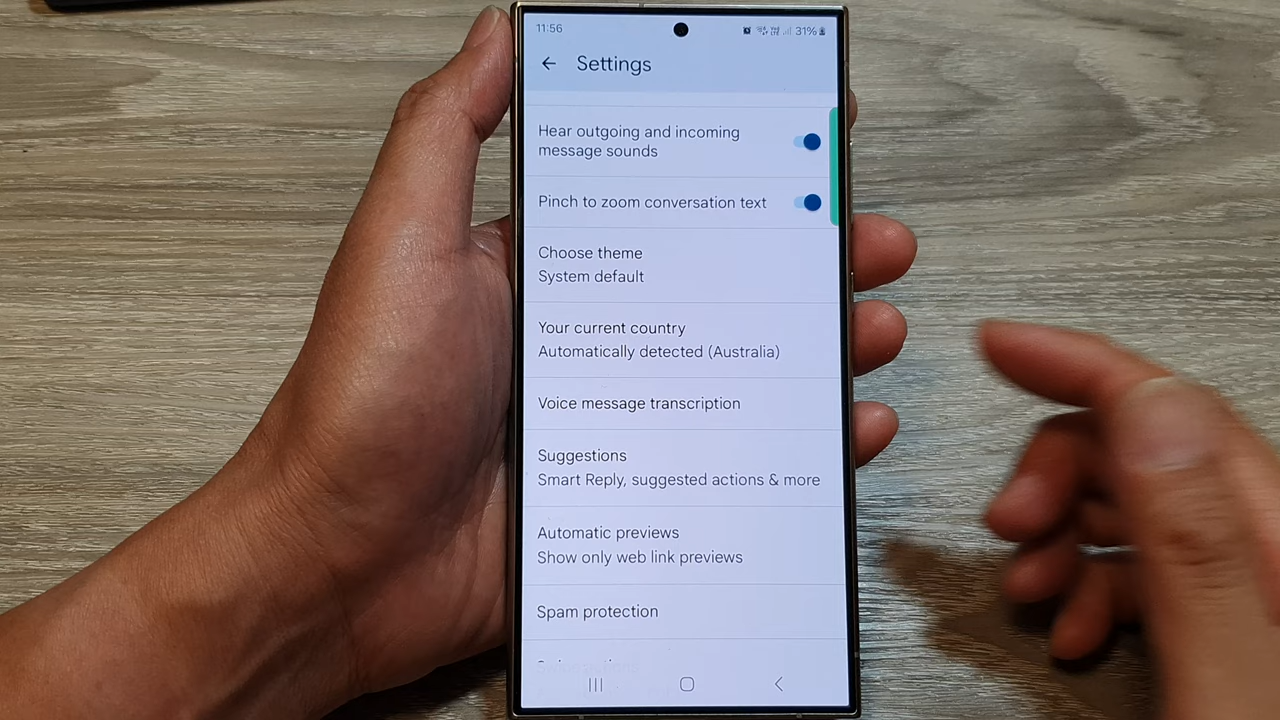 11:56
31%
Settings
Hear outgoing and incoming
message sounds
Pinch to zoom conversation text
Choose theme
System default
Your current country
Automatically detected (Australia)
Voice message transcription
Suggestions
Smart Reply, suggested actions & more
Automatic previews
Show only web link previews
Spam protection
Swipe actions